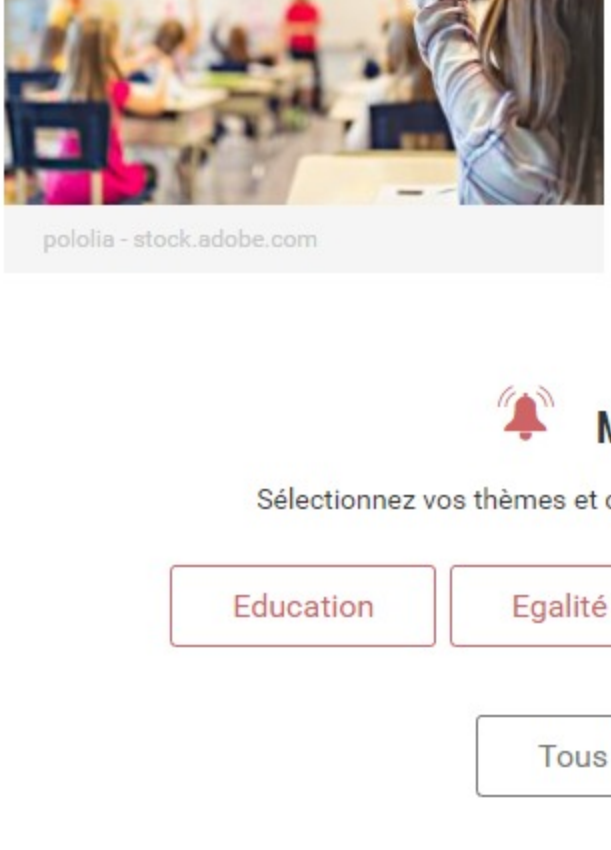 pololia - stock.adobe.com
M
Sélectionnez vos thèmes et
Education
Egalité
Tous